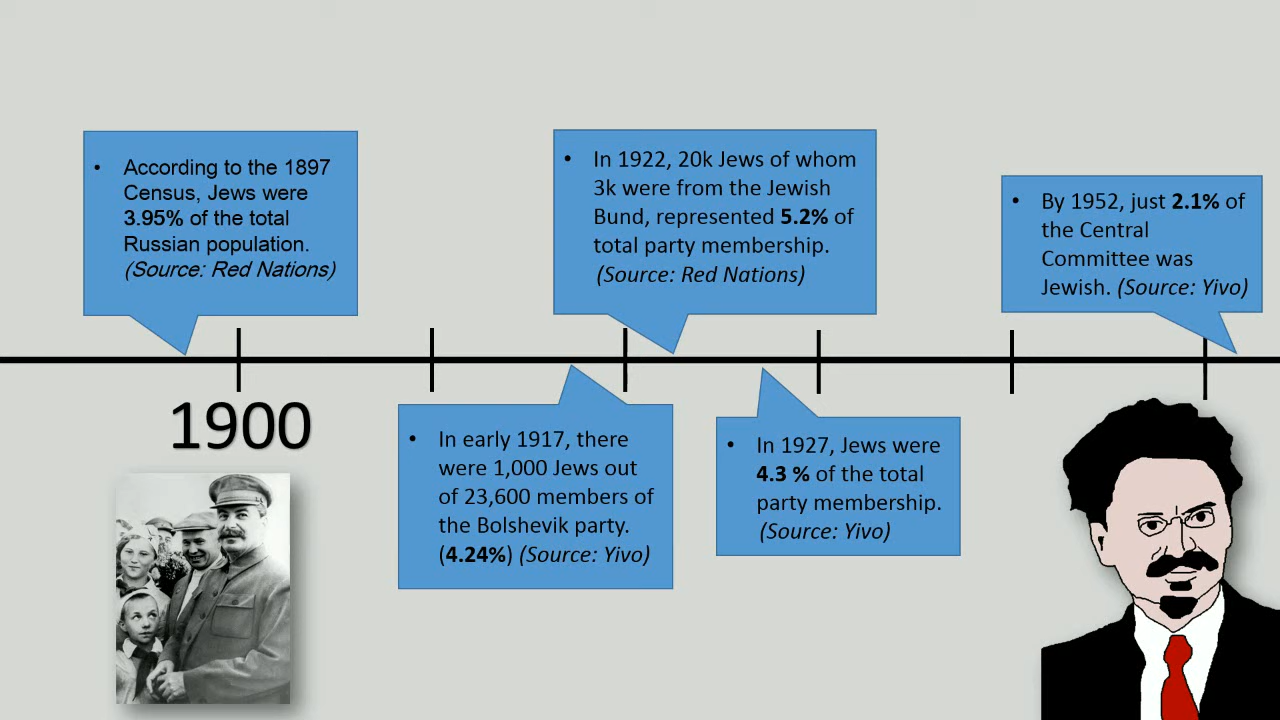 • According to the 1897
Census, Jews were
3.95% of the total
Russian population.
(Source: Red Nations)
• In 1922, 20k Jews of whom
3k were from the Jewish
Bund, represented 5.2% of
total party membership.
(Source: Red Nations)
• By 1952, just 2.1% of
the Central
Committee was
Jewish. (Source: Yivo)
1900
• In early 1917, there
were 1,000 Jews out
of 23,600 members of
the Bolshevik party.
(4.24%) (Source: Yivo)
• In 1927, Jews were
4.3 % of the total
party membership.
(Source: Yivo)